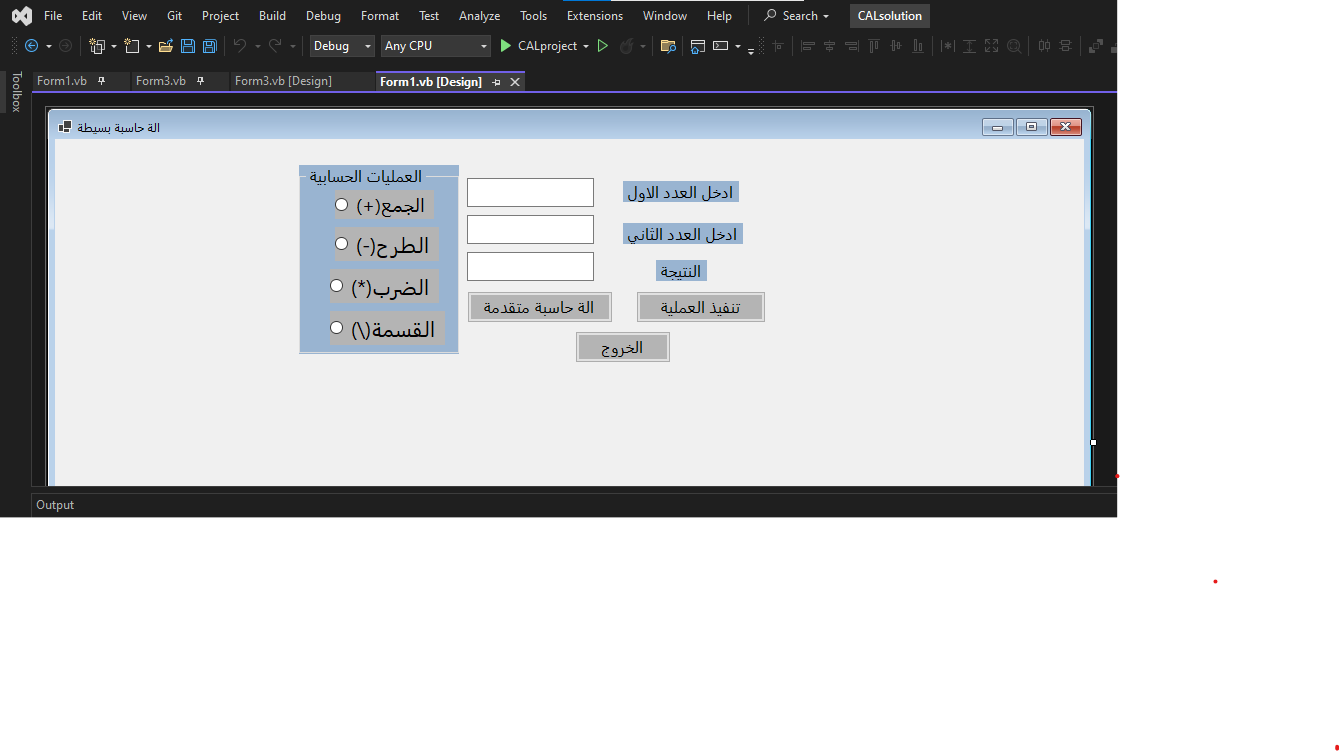 File Edit View Git Project Build Debug Format Test Analyze Tools Extensions Window Help Search CALsolution
Debug Any CPU CALproject
Toolbox
Form1.vb Form3.vb Form3.vb [Design] Form1.vb [Design]
الة حاسبة بسيطة
العمليات الحسابية
الجمع(+)
الطرح(-)
الضرب(*)
القسمة(\)
ادخل العدد الاول
ادخل العدد الثاني
النتيجة
تنفيذ العملية
الة حاسبة متقدمة
الخروج
Output